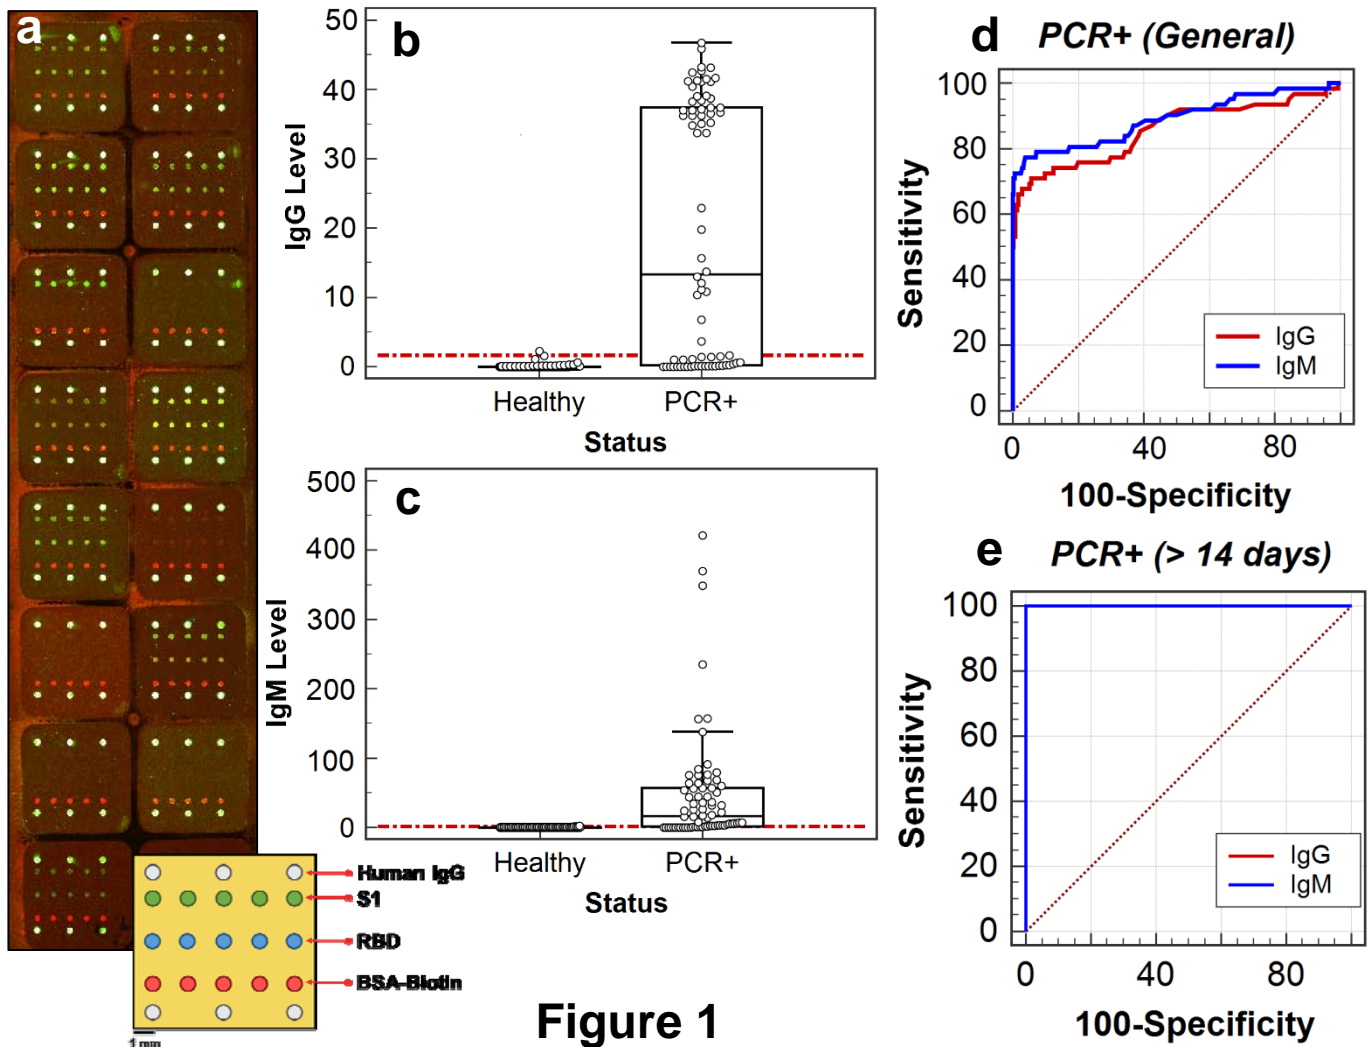 a
Human IgG
S1
RBD
BSA-Biotin
1 mm
b
50
40
30
20
10
0
IgG Level
Healthy
PCR+
Status
c
500
400
300
200
100
0
IgM Level
Healthy
PCR+
Status
d
PCR+ (General)
100
80
60
40
20
0
Sensitivity
IgG
IgM
0
40
80
100-Specificity
e
PCR+ (> 14 days)
100
80
60
40
20
0
Sensitivity
IgG
IgM
0
40
80
100-Specificity
Figure 1